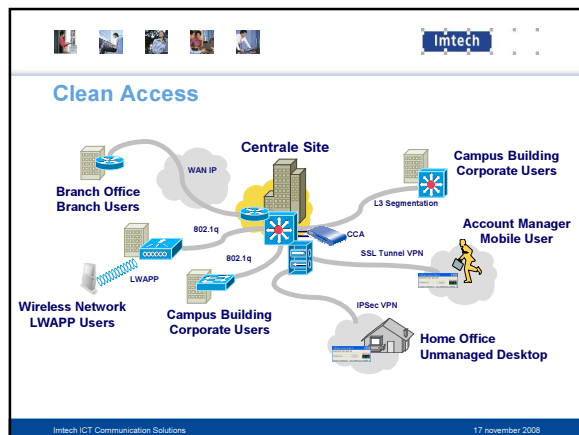 Imtech
Clean Access
Centrale Site
WAN IP
Branch Office
Branch Users
Campus Building
Corporate Users
L3 Segmentation
802.1q
802.1q
CCA
Account Manager
Mobile User
SSL Tunnel VPN
LWAPP
Wireless Network
LWAPP Users
Campus Building
Corporate Users
IPSec VPN
Home Office
Unmanaged Desktop
Imtech ICT Communication Solutions
17 november 2008